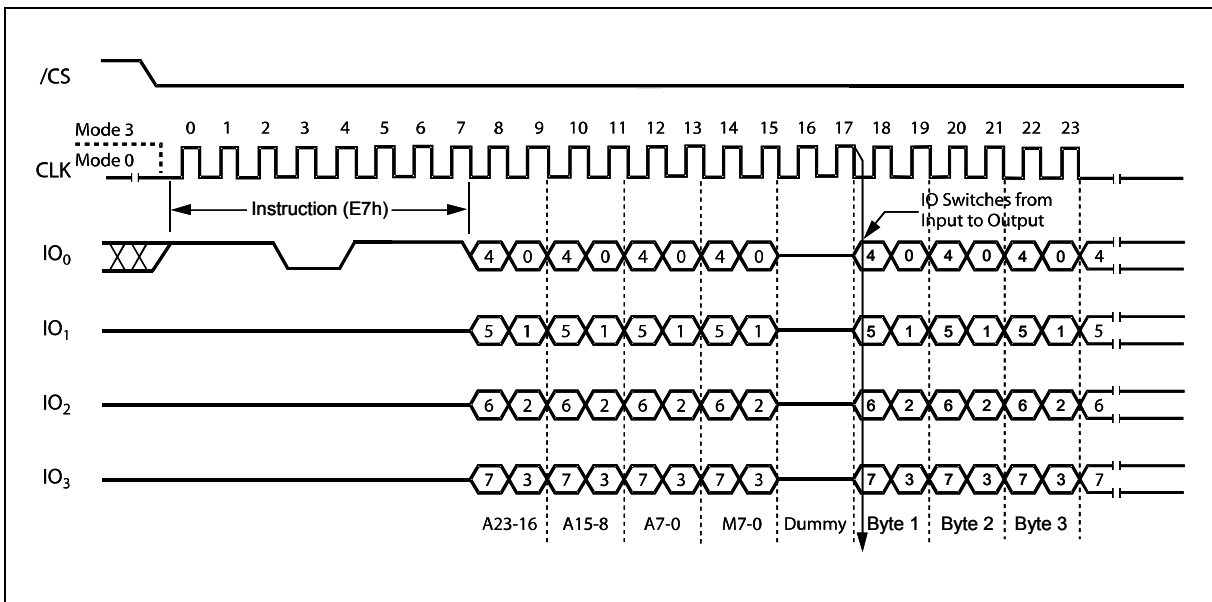 /CS
Mode 3
0 1 2 3 4 5 6 7 8 9 10 11 12 13 14 15 16 17 18 19 20 21 22 23
Mode 0
CLK
Instruction (E7h)
IO Switches from
Input to Output
IO0 4 0 4 0 4 0 4 0 4 0 4 0 4 0 4
IO1 5 1 5 1 5 1 5 1 5 1 5 1 5 1 5
IO2 6 2 6 2 6 2 6 2 6 2 6 2 6 2 6
IO3 7 3 7 3 7 3 7 3 7 3 7 3 7 3 7
A23-16 A15-8 A7-0 M7-0 Dummy Byte 1 Byte 2 Byte 3